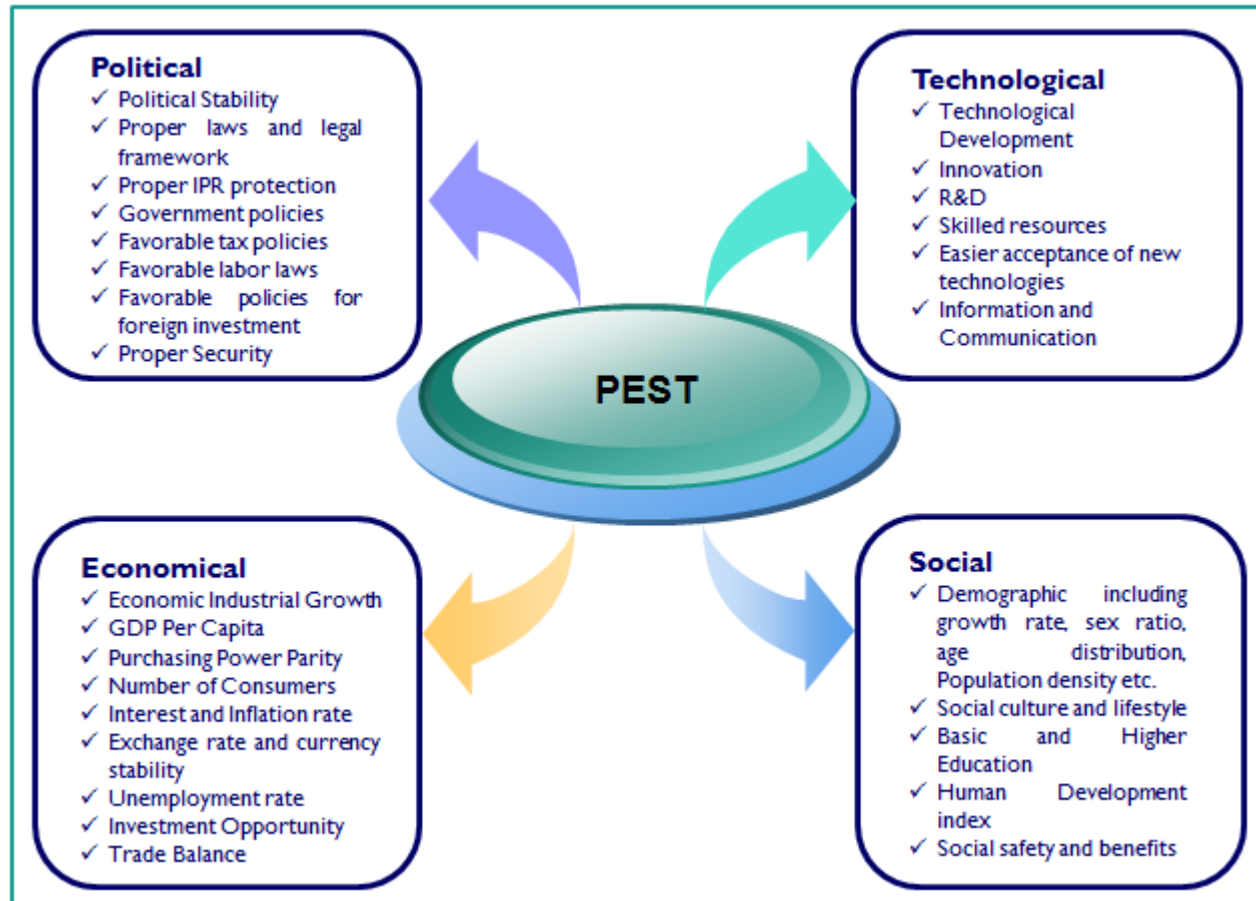 Political
✓ Political Stability
✓ Proper laws and legal
framework
✓ Proper IPR protection
✓ Government policies
✓ Favorable tax policies
✓ Favorable labor laws
✓ Favorable policies for
foreign investment
✓ Proper Security
Technological
✓ Technological
Development
✓ Innovation
✓ R&D
✓ Skilled resources
✓ Easier acceptance of new
technologies
✓ Information and
Communication
PEST
Economical
✓ Economic Industrial Growth
✓ GDP Per Capita
✓ Purchasing Power Parity
✓ Number of Consumers
✓ Interest and Inflation rate
✓ Exchange rate and currency
stability
✓ Unemployment rate
✓ Investment Opportunity
✓ Trade Balance
Social
✓ Demographic including
growth rate, sex ratio,
age distribution,
Population density etc.
✓ Social culture and lifestyle
✓ Basic and Higher
Education
✓ Human Development
index
✓ Social safety and benefits